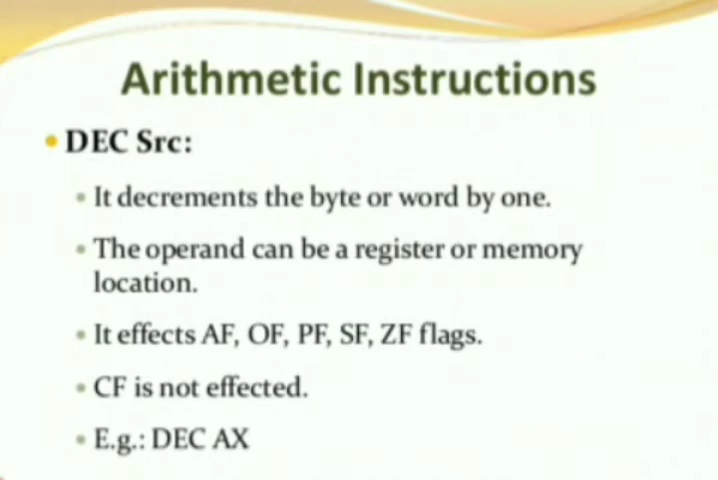 Arithmetic Instructions
• DEC Src:
• It decrements the byte or word by one.
• The operand can be a register or memory
location.
• It effects AF, OF, PF, SF, ZF flags.
• CF is not effected.
• E.g.: DEC AX